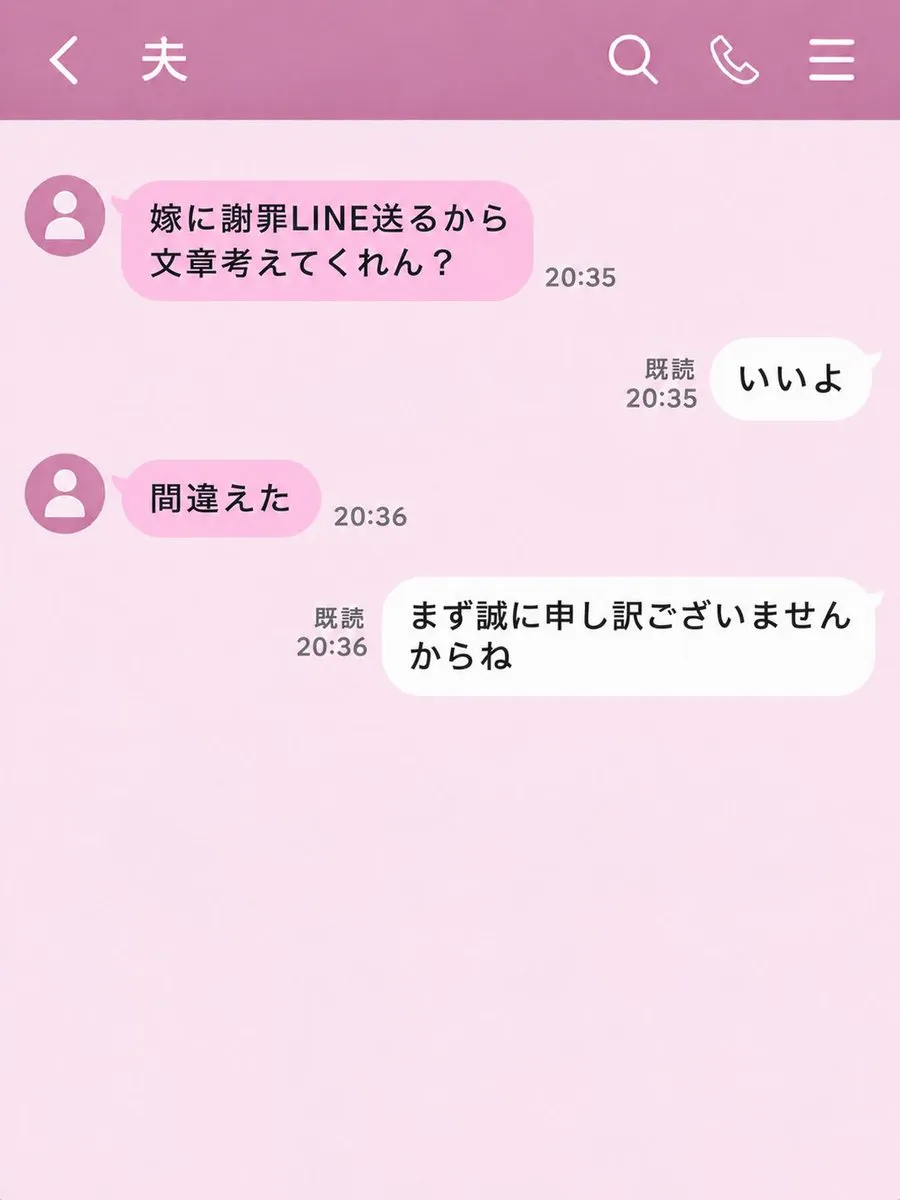 夫
嫁に謝罪LINE送るから
文章考えてくれん？
20:35
既読
20:35
いいよ
間違えた
20:36
既読
20:36
まず誠に申し訳ございません
からね